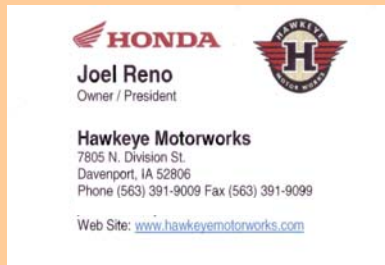 HONDA
HAWKEYE
H
MOTOR WORKS
Joel Reno
Owner / President
Hawkeye Motorworks
7805 N. Division St.
Davenport, IA 52806
Phone (563) 391-9009 Fax (563) 391-9099
Web Site: www.hawkeyemotorworks.com